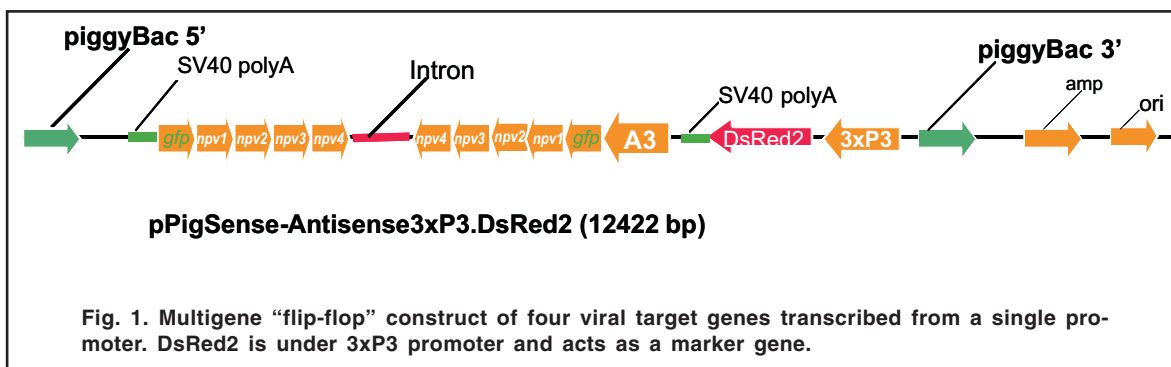 piggyBac 5’
SV40 polyA
Intron
SV40 polyA
piggyBac 3’
amp
ori
gfp npv1 npv2 npv3 npv4 npv4 npv3 npv2 npv1 gfp A3 DsRed2 3xP3
pPigSense-Antisense3xP3.DsRed2 (12422 bp)
Fig. 1. Multigene “flip-flop” construct of four viral target genes transcribed from a single pro-
moter. DsRed2 is under 3xP3 promoter and acts as a marker gene.